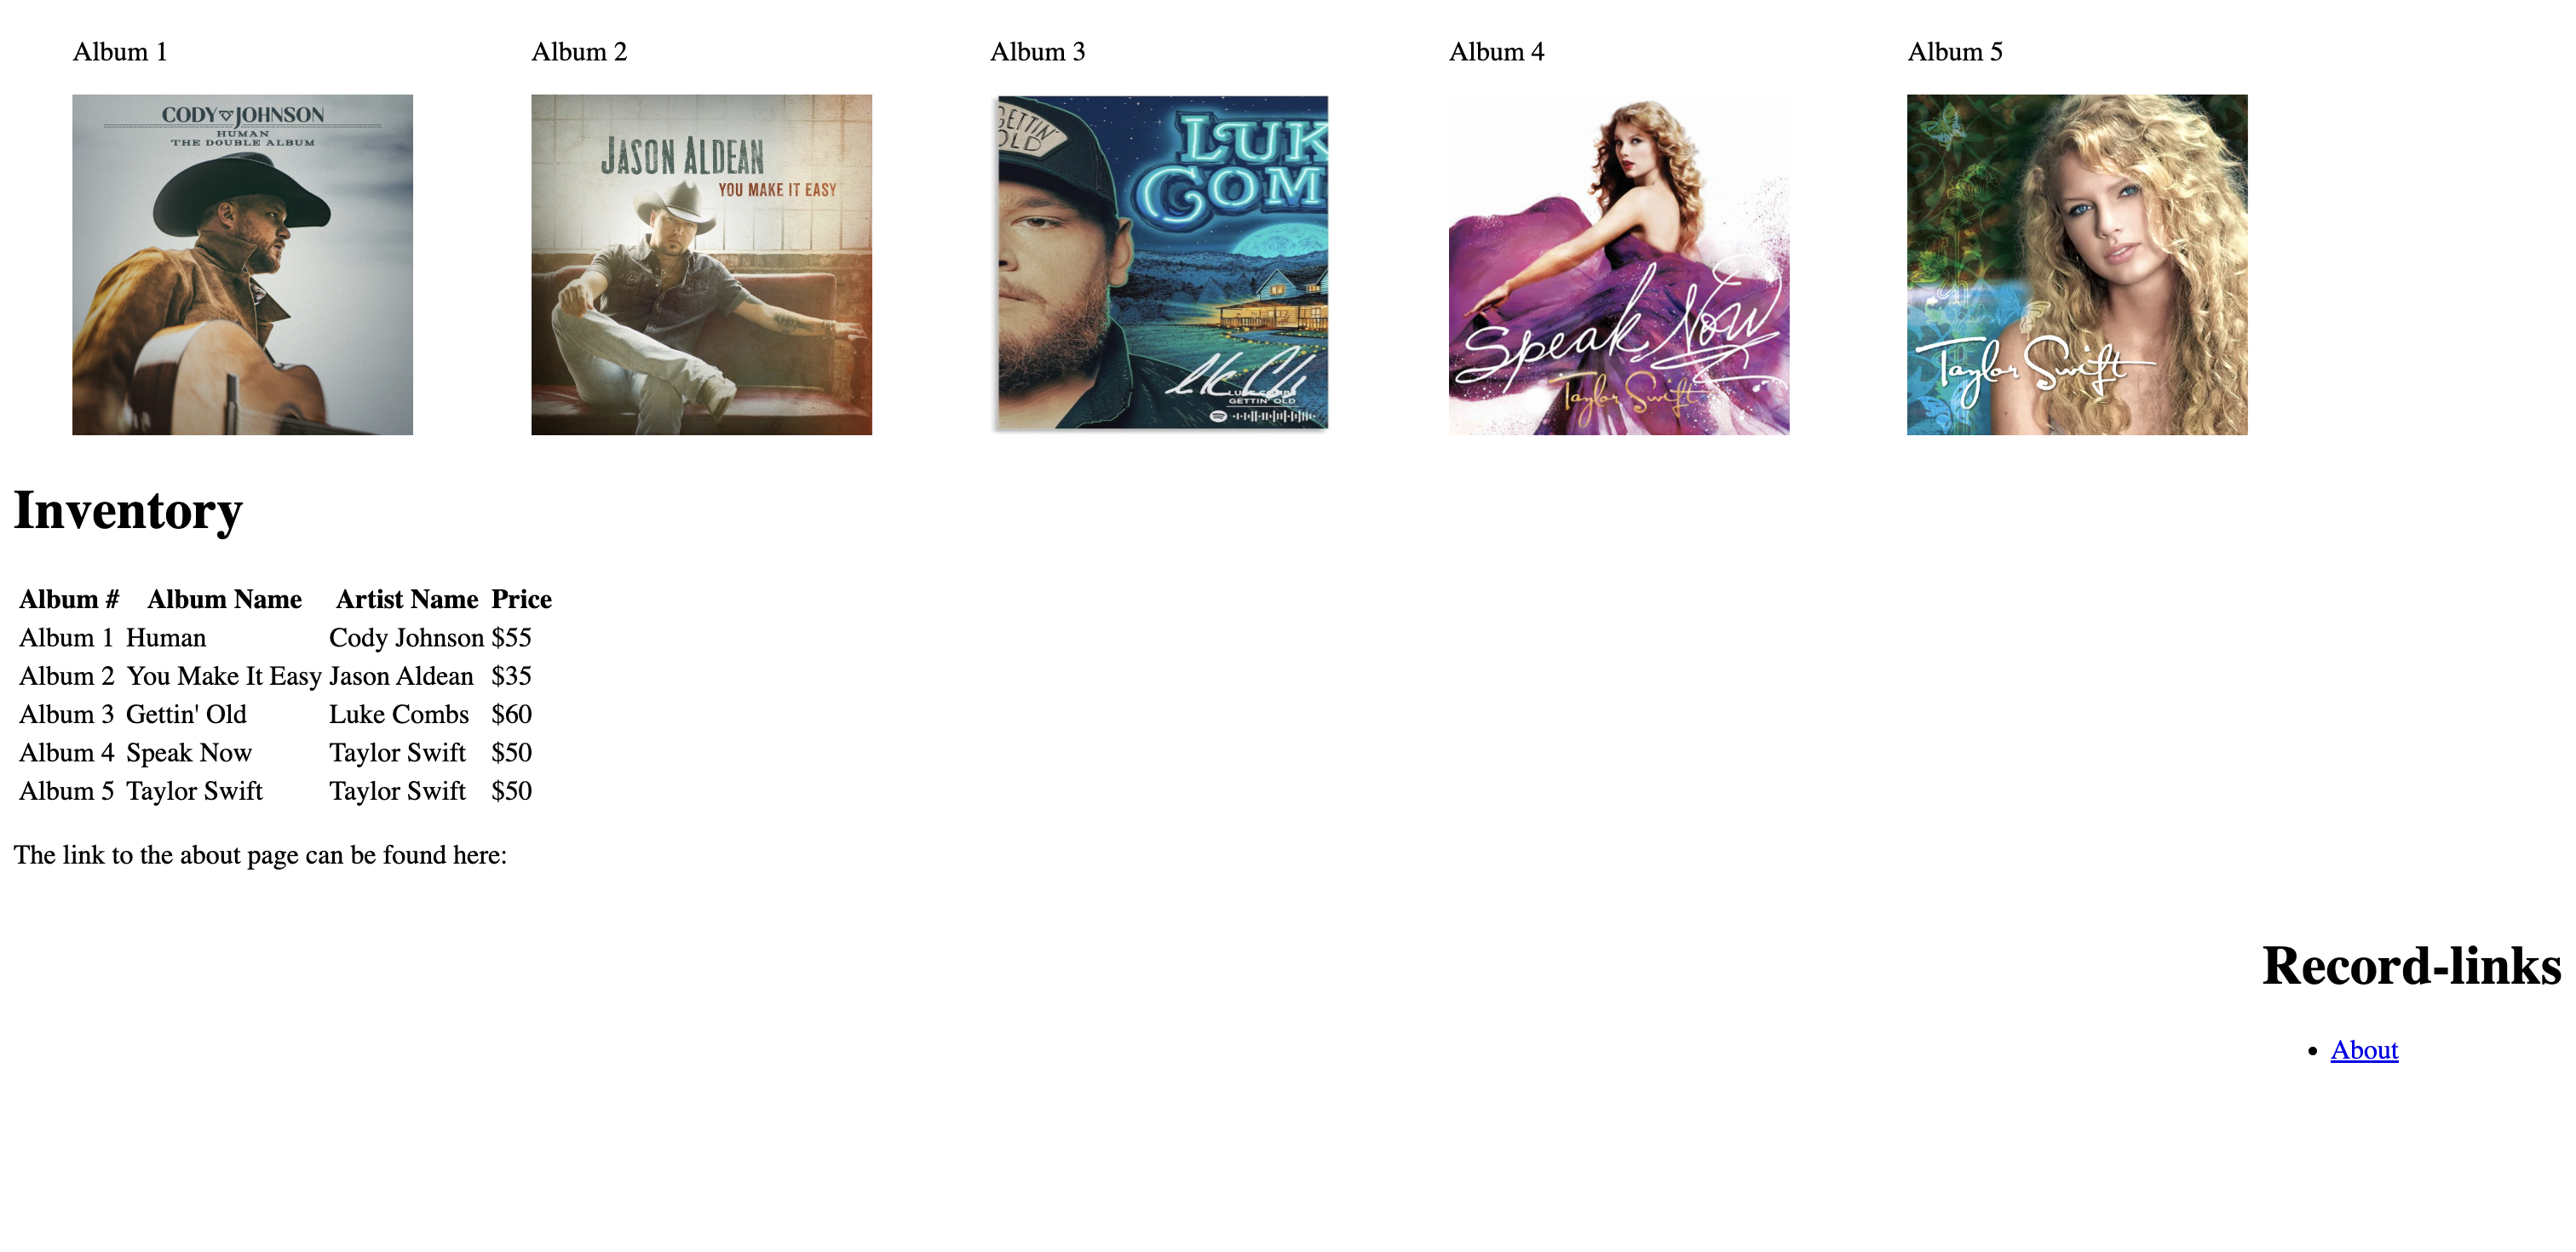 Album 1
Album 2
Album 3
Album 4
Album 5
CODY JOHNSON
HUMAN
THE DOUBLE ALBUM
JASON ALDEAN
YOU MAKE IT EASY
GETTIN'
OLD
LUK
COM
LUKE COMBS
GETTIN' OLD
Speak Now
Taylor Swift
Taylor Swift
Inventory
Album # Album Name Artist Name Price
Album 1 Human Cody Johnson $55
Album 2 You Make It Easy Jason Aldean $35
Album 3 Gettin' Old Luke Combs $60
Album 4 Speak Now Taylor Swift $50
Album 5 Taylor Swift Taylor Swift $50
The link to the about page can be found here:
Record-links
• About